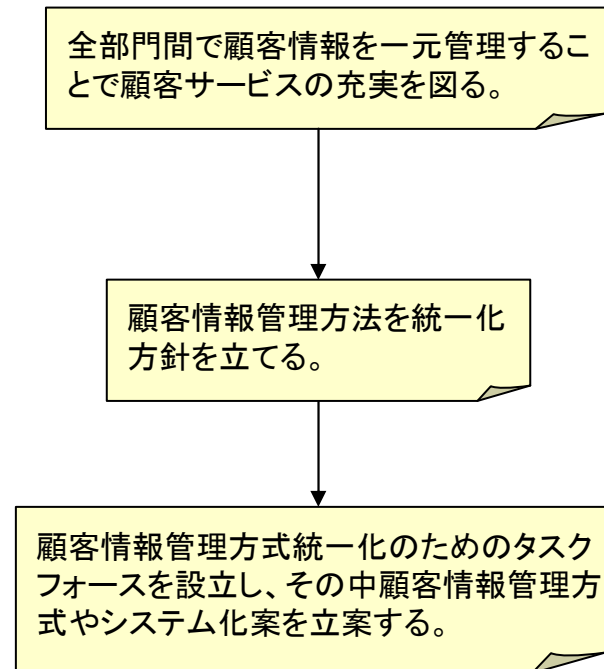 全部門間で顧客情報を一元管理するこ
とで顧客サービスの充実を図る。
顧客情報管理方法を統一化
方針を立てる。
顧客情報管理方式統一化のためのタスク
フォースを設立し、その中顧客情報管理方
式やシステム化案を立案する。